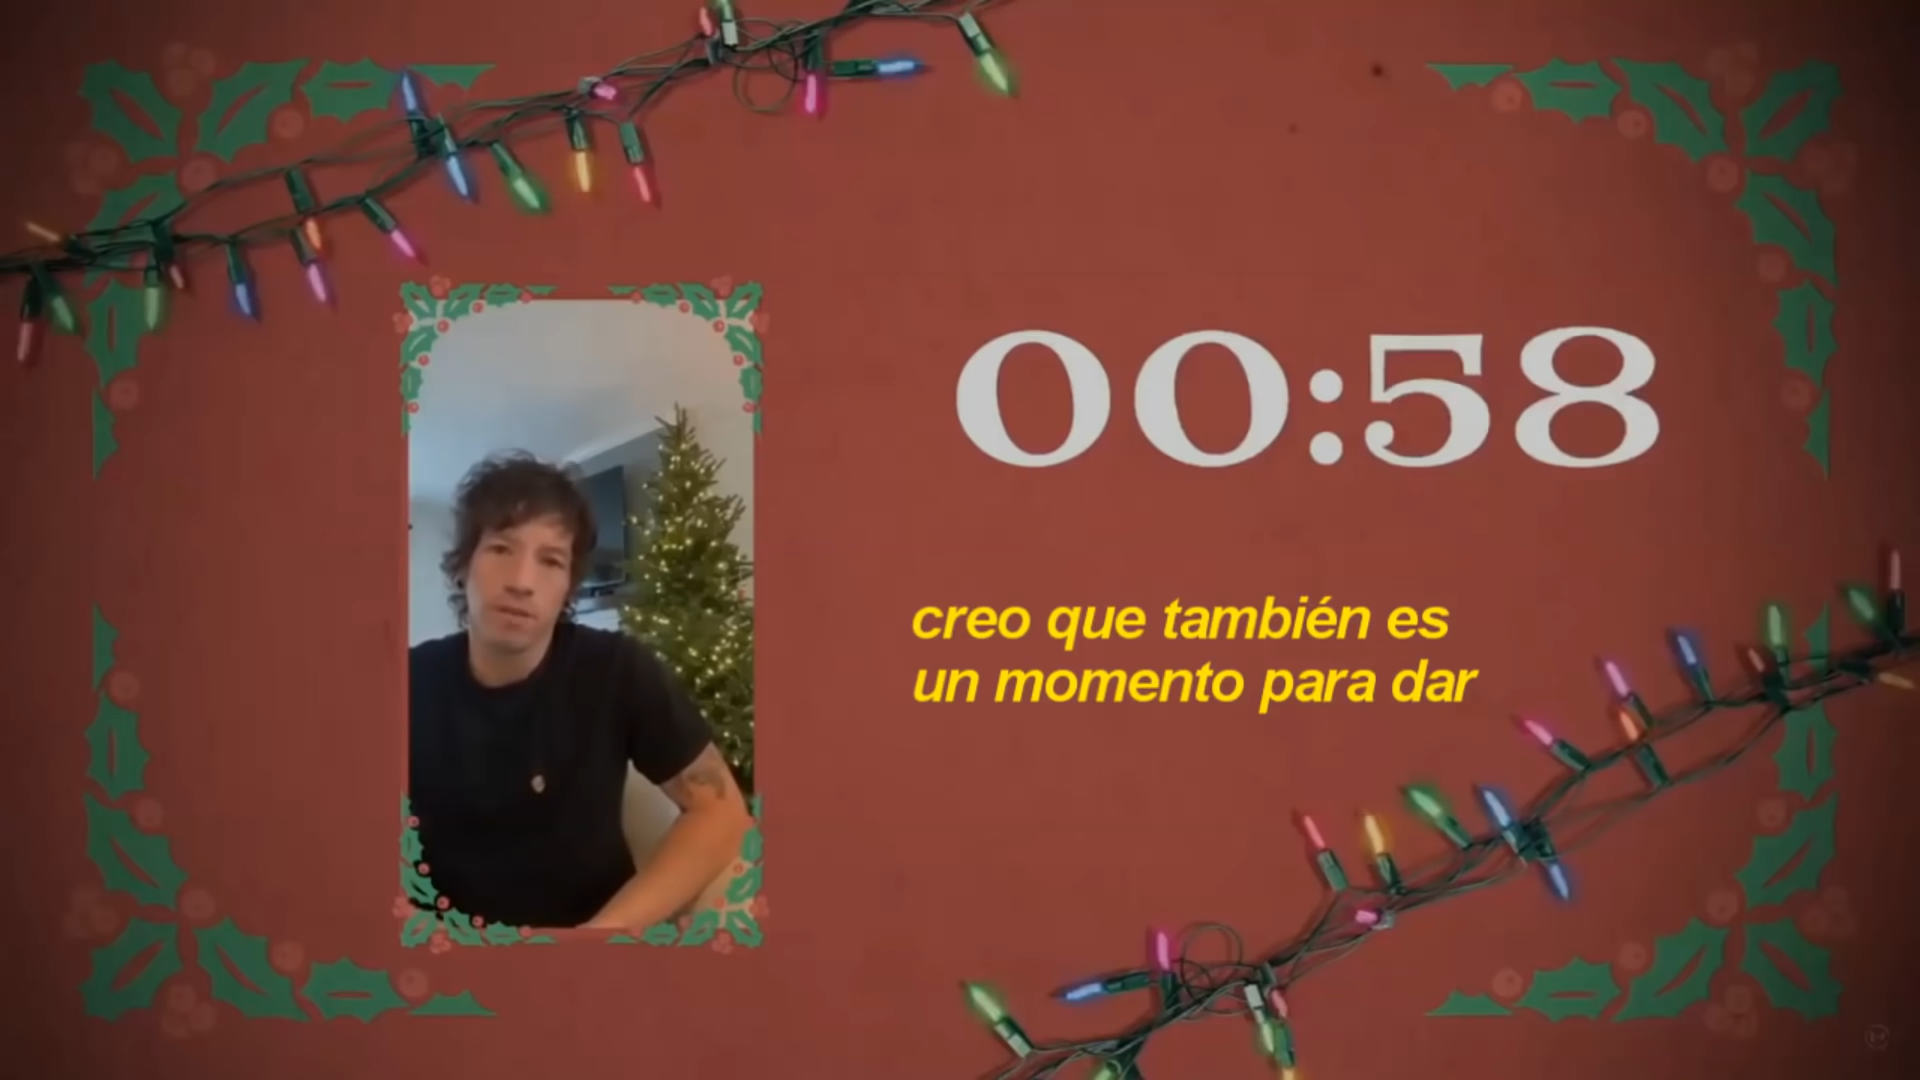 00:58
creo que también es
un momento para dar